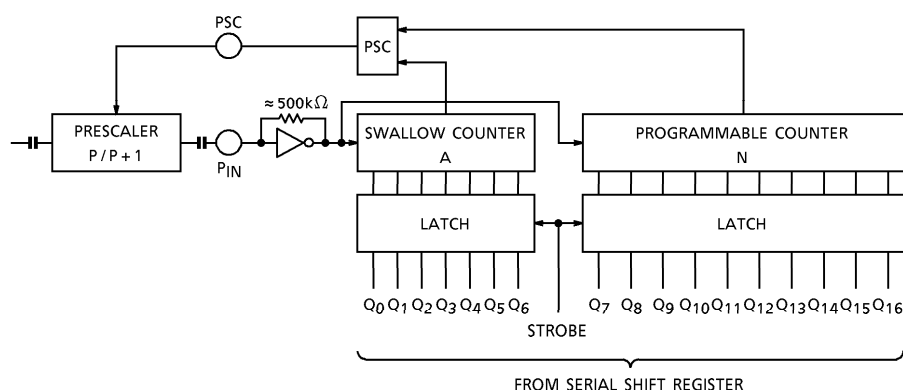 PSC
PSC
≈500kΩ
PRESCALER
P / P + 1
PIN
SWALLOW COUNTER
A
PROGRAMMABLE COUNTER
N
LATCH
LATCH
Q0 Q1 Q2 Q3 Q4 Q5 Q6
Q7 Q8 Q9 Q10 Q11 Q12 Q13 Q14 Q15 Q16
STROBE
FROM SERIAL SHIFT REGISTER